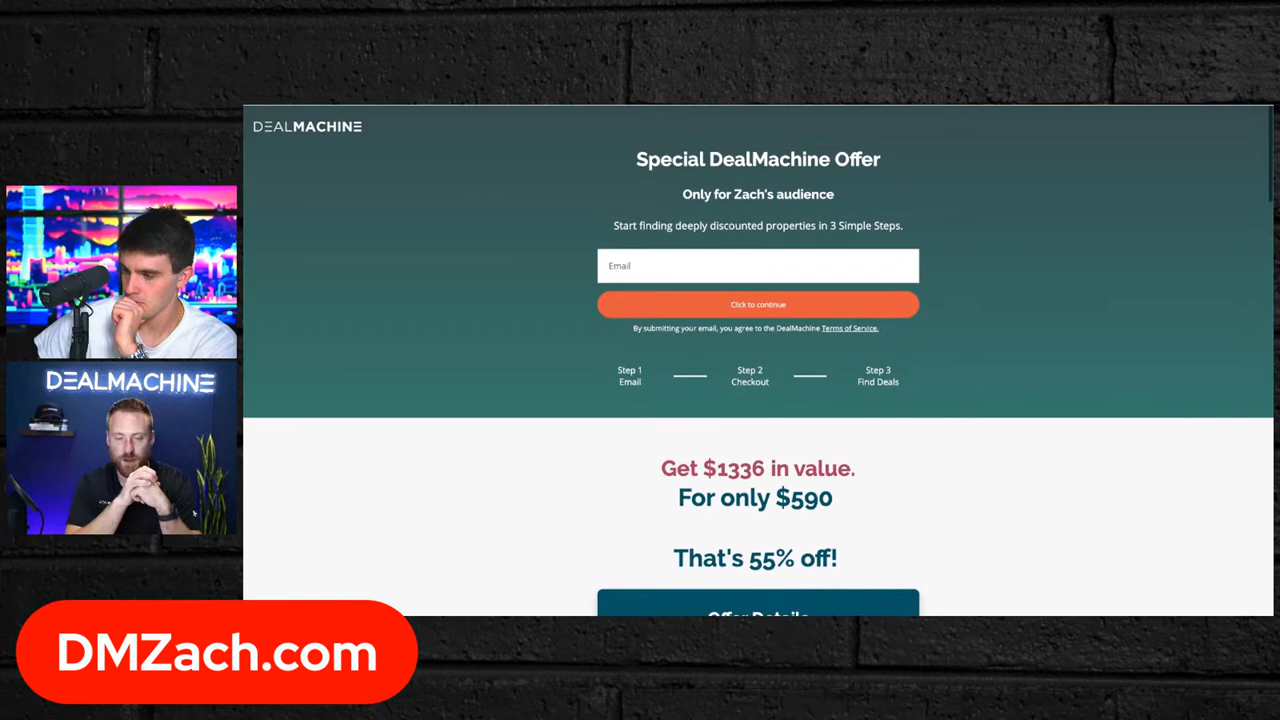 DEALMACHINE
Special DealMachine Offer
Only for Zach's audience
Start finding deeply discounted properties in 3 Simple Steps.
Email
Click to continue
By submitting your email, you agree to the DealMachine Terms of Service.
Step 1
Email
Step 2
Checkout
Step 3
Find Deals
Get $1336 in value.
For only $590
That's 55% off!
Offer Details
DEALMACHINE
DMZach.com